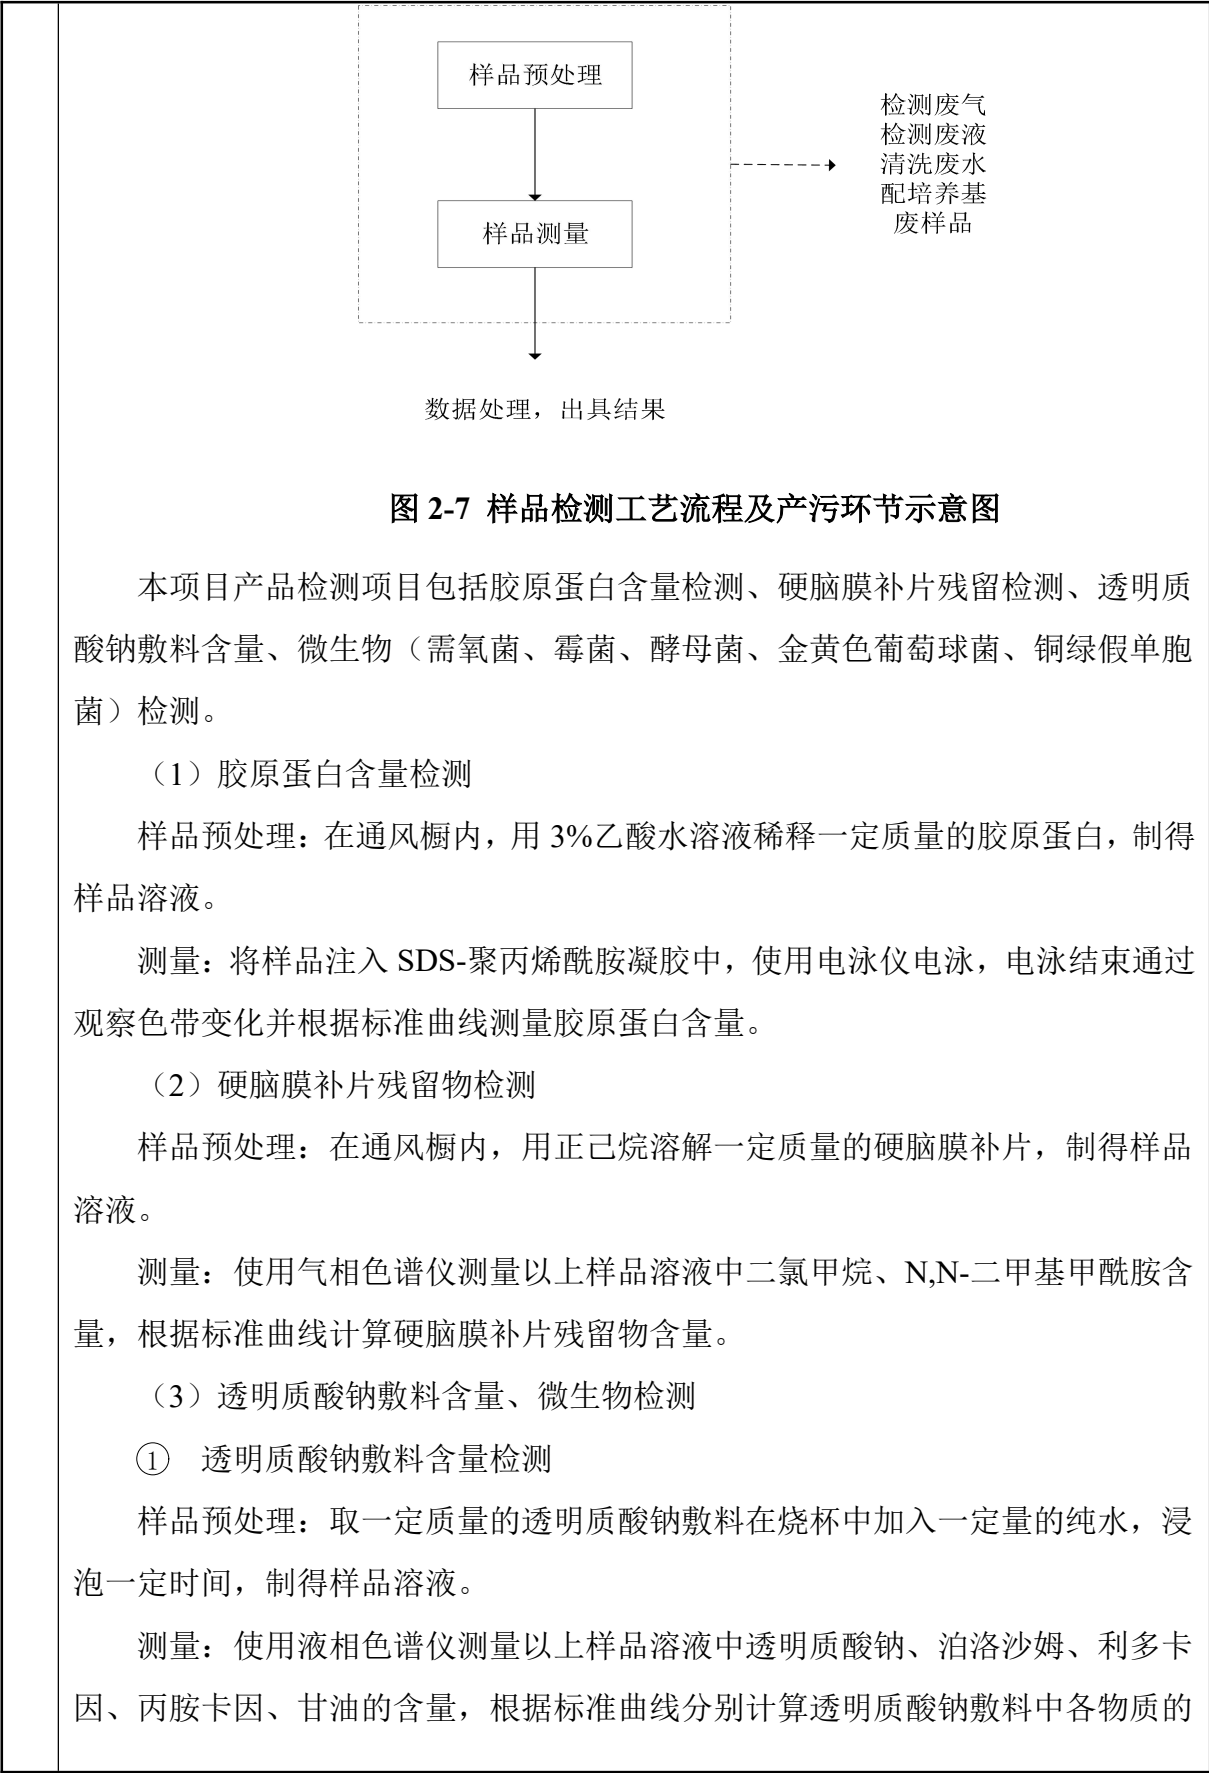 样品预处理
检测废气
检测废液
清洗废水
配培养基
废样品
样品测量
数据处理，出具结果
图 2-7 样品检测工艺流程及产污环节示意图
本项目产品检测项目包括胶原蛋白含量检测、硬脑膜补片残留检测、透明质
酸钠敷料含量、微生物（需氧菌、霉菌、酵母菌、金黄色葡萄球菌、铜绿假单胞
菌）检测。
（1）胶原蛋白含量检测
样品预处理：在通风橱内，用 3%乙酸水溶液稀释一定质量的胶原蛋白，制得
样品溶液。
测量：将样品注入 SDS-聚丙烯酰胺凝胶中，使用电泳仪电泳，电泳结束通过
观察色带变化并根据标准曲线测量胶原蛋白含量。
（2）硬脑膜补片残留物检测
样品预处理：在通风橱内，用正己烷溶解一定质量的硬脑膜补片，制得样品
溶液。
测量：使用气相色谱仪测量以上样品溶液中二氯甲烷、N,N-二甲基甲酰胺含
量，根据标准曲线计算硬脑膜补片残留物含量。
（3）透明质酸钠敷料含量、微生物检测
① 透明质酸钠敷料含量检测
样品预处理：取一定质量的透明质酸钠敷料在烧杯中加入一定量的纯水，浸
泡一定时间，制得样品溶液。
测量：使用液相色谱仪测量以上样品溶液中透明质酸钠、泊洛沙姆、利多卡
因、丙胺卡因、甘油的含量，根据标准曲线分别计算透明质酸钠敷料中各物质的